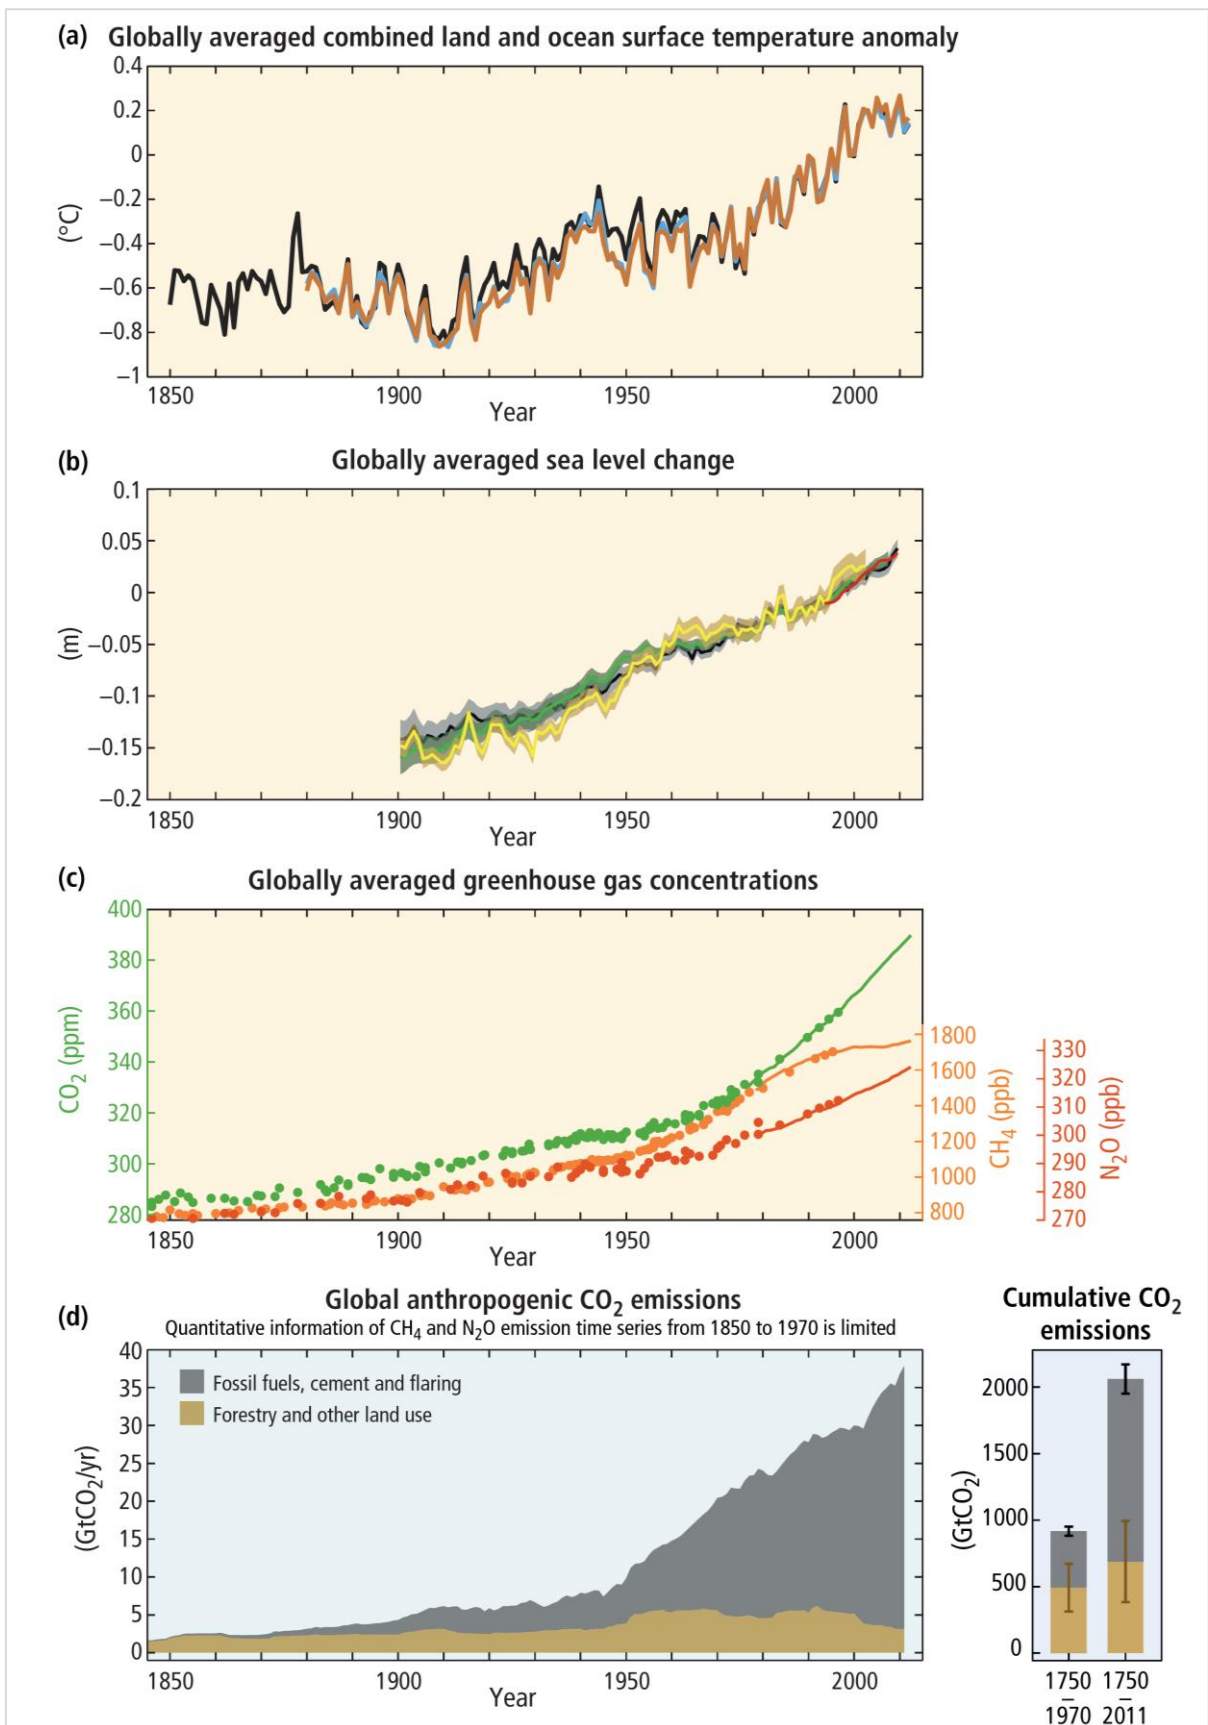 (a) Globally averaged combined land and ocean surface temperature anomaly
0.4
0.2
0
−0.2
−0.4
−0.6
−0.8
−1
(°C)
1850 1900 1950 2000
Year
(b) Globally averaged sea level change
0.1
0.05
0
−0.05
−0.1
−0.15
−0.2
(m)
1850 1900 1950 2000
Year
(c) Globally averaged greenhouse gas concentrations
400
380
360
340
320
300
280
CO₂ (ppm)
1800
1600
1400
1200
1000
800
CH₄ (ppb)
330
320
310
300
290
280
270
N₂O (ppb)
1850 1900 1950 2000
Year
(d) Global anthropogenic CO₂ emissions
Quantitative information of CH₄ and N₂O emission time series from 1850 to 1970 is limited
40
35
30
25
20
15
10
5
0
(GtCO₂/yr)
Fossil fuels, cement and flaring
Forestry and other land use
1850 1900 1950 2000
Year
Cumulative CO₂
emissions
2000
1500
1000
500
0
(GtCO₂)
1750 1750
– –
1970 2011